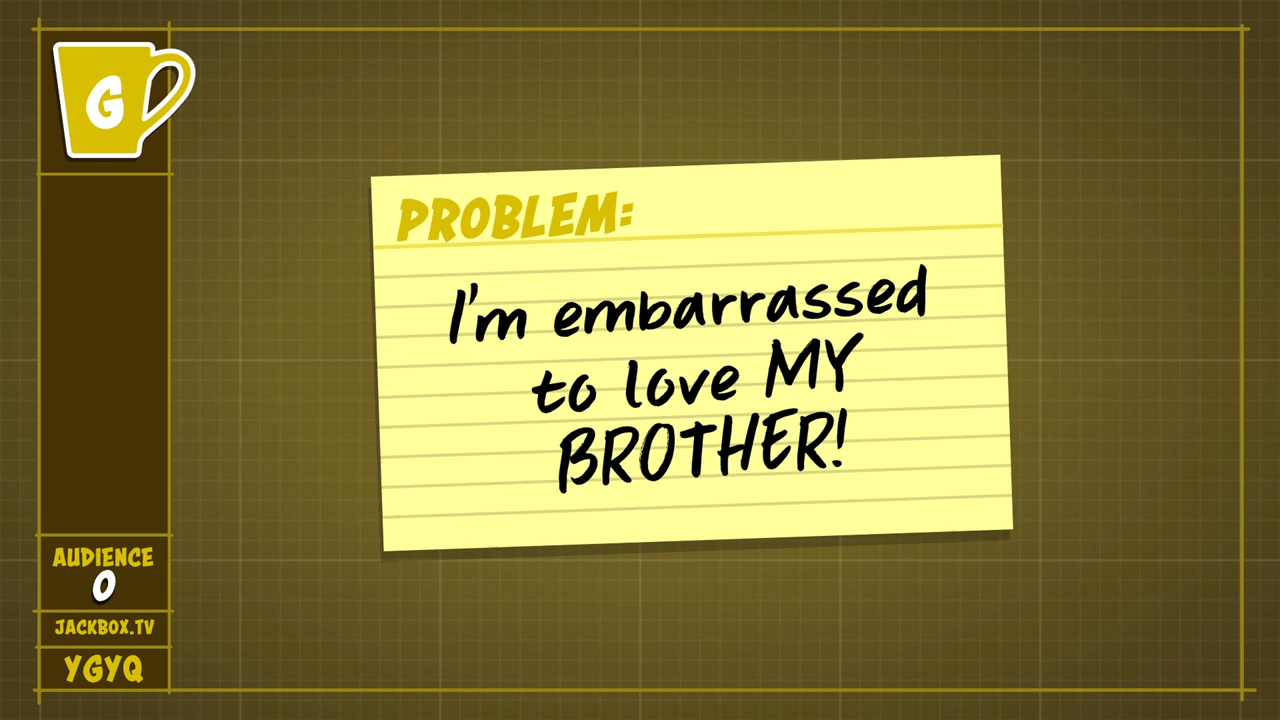 G
PROBLEM:
I'm embarrassed
to love MY
BROTHER!
AUDIENCE
0
JACKBOX.TV
YGYQ